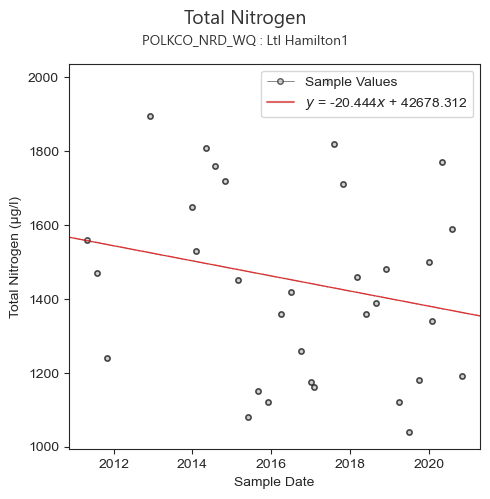 Total Nitrogen
POLKCO_NRD_WQ : Ltl Hamilton1
Sample Values
y = -20.444x + 42678.312
Total Nitrogen (µg/l)
2000
1800
1600
1400
1200
1000
2012 2014 2016 2018 2020
Sample Date